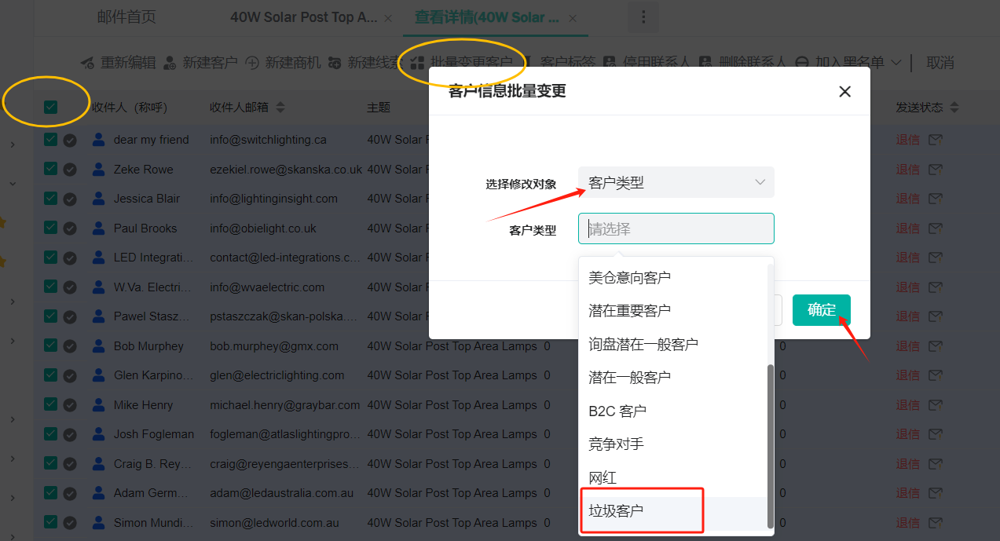 邮件首页 40W Solar Post Top A... × 查看详情(40W Solar ... ×
重新编辑 新建客户 新建商机 新建线索 批量变更客户 客户标签 停用联系人 删除联系人 加入黑名单 取消
客户信息批量变更
收件人（称呼） 收件人邮箱 主题 发送状态
dear my friend info@switchlighting.ca 40W Solar 退信
Zeke Rowe ezekiel.rowe@skanska.co.uk 40W Solar 退信
选择修改对象 客户类型
Jessica Blair info@lightinginsight.com 40W Solar 退信
Paul Brooks info@obielight.co.uk 40W Solar 退信
客户类型 请选择
LED Integrati... contact@led-integrations.c... 40W Solar 退信
美仓意向客户
W.Va. Electri... info@wvaelectric.com 40W Solar 退信
潜在重要客户 确定
Pawel Stasz... pstaszczak@skan-polska.... 40W Solar 退信
Bob Murphey bob.murphey@gmx.com 40W Solar Post Top Area Lamps 0 询盘潜在一般客户 0 退信
Glen Karpino... glen@electriclighting.com 40W Solar Post Top Area Lamps 0 潜在一般客户 0 退信
Mike Henry michael.henry@graybar.com 40W Solar Post Top Area Lamps 0 B2C 客户 0 退信
Josh Fogleman fogleman@atlaslightingpro... 40W Solar Post Top Area Lamps 0 竞争对手 0 退信
Craig B. Rey... craig@reyengaenterprises... 40W Solar Post Top Area Lamps 0 网红 0 退信
Adam Germ... adam@ledaustralia.com.au 40W Solar Post Top Area Lamps 0 0 退信
垃圾客户
Simon Mundi... simon@ledworld.com.au 40W Solar Post Top Area Lamps 0 0 退信